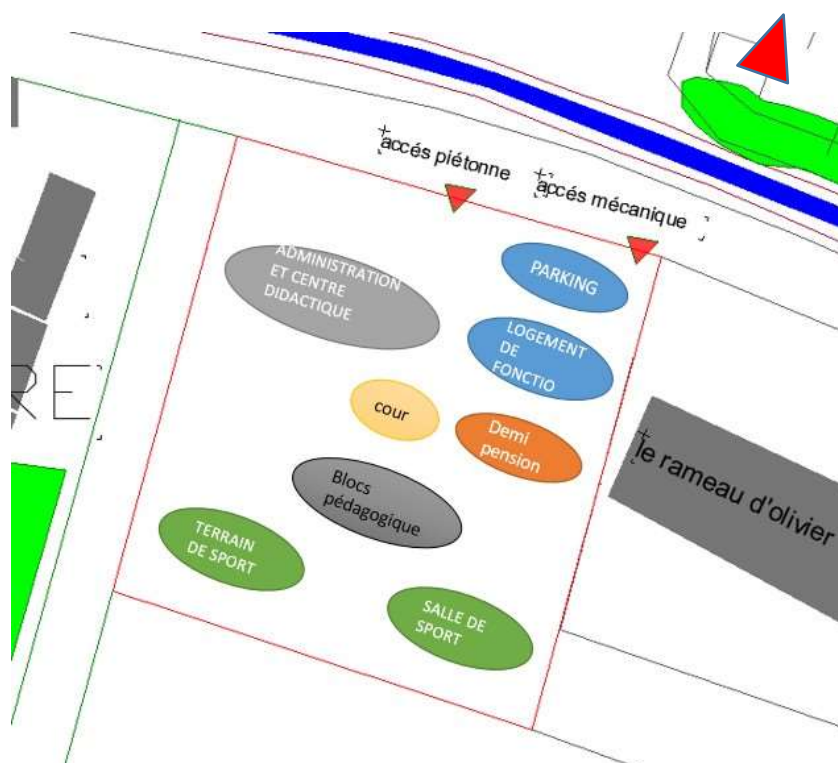 accés piétonne
accés mécanique
ADMINISTRATION
ET CENTRE
DIDACTIQUE
PARKING
LOGEMENT
DE
FONCTIO
cour
Demi
pension
RE
le rameau d'olivier
Blocs
pédagogique
TERRAIN
DE SPORT
SALLE DE
SPORT